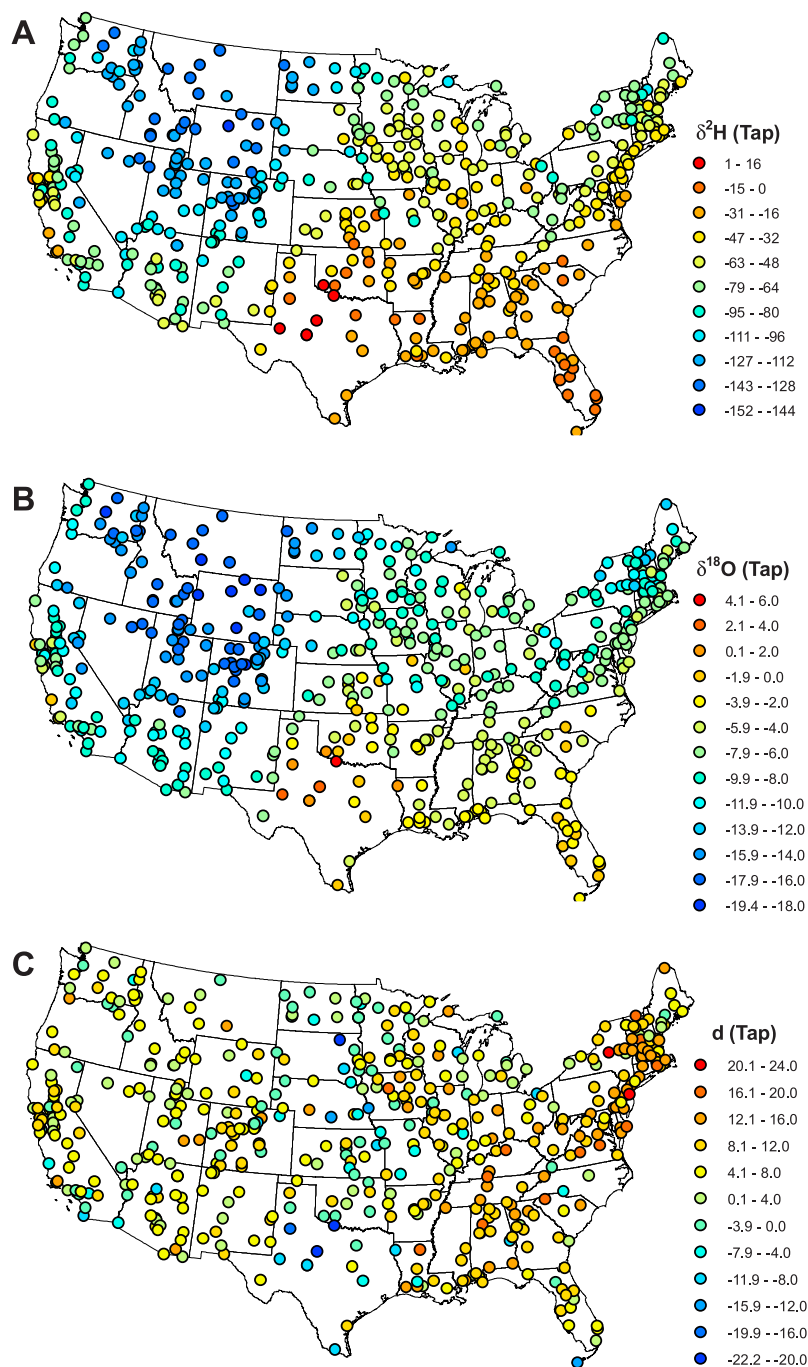 A
δ²H (Tap)
1 - 16
-15 - 0
-31 - -16
-47 - -32
-63 - -48
-79 - -64
-95 - -80
-111 - -96
-127 - -112
-143 - -128
-152 - -144
B
δ¹⁸O (Tap)
4.1 - 6.0
2.1 - 4.0
0.1 - 2.0
-1.9 - 0.0
-3.9 - -2.0
-5.9 - -4.0
-7.9 - -6.0
-9.9 - -8.0
-11.9 - -10.0
-13.9 - -12.0
-15.9 - -14.0
-17.9 - -16.0
-19.4 - -18.0
C
d (Tap)
20.1 - 24.0
16.1 - 20.0
12.1 - 16.0
8.1 - 12.0
4.1 - 8.0
0.1 - 4.0
-3.9 - 0.0
-7.9 - -4.0
-11.9 - -8.0
-15.9 - -12.0
-19.9 - -16.0
-22.2 - -20.0